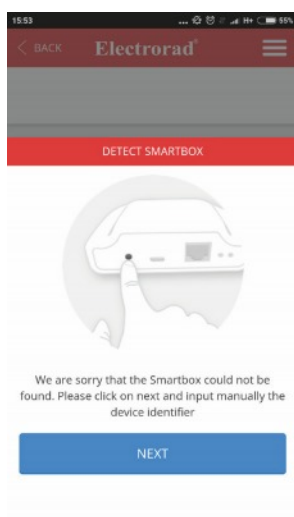 15:53 ... H+ 55%
< BACK Electrorad®
DETECT SMARTBOX
We are sorry that the Smartbox could not be
found. Please click on next and input manually the
device identifier
NEXT